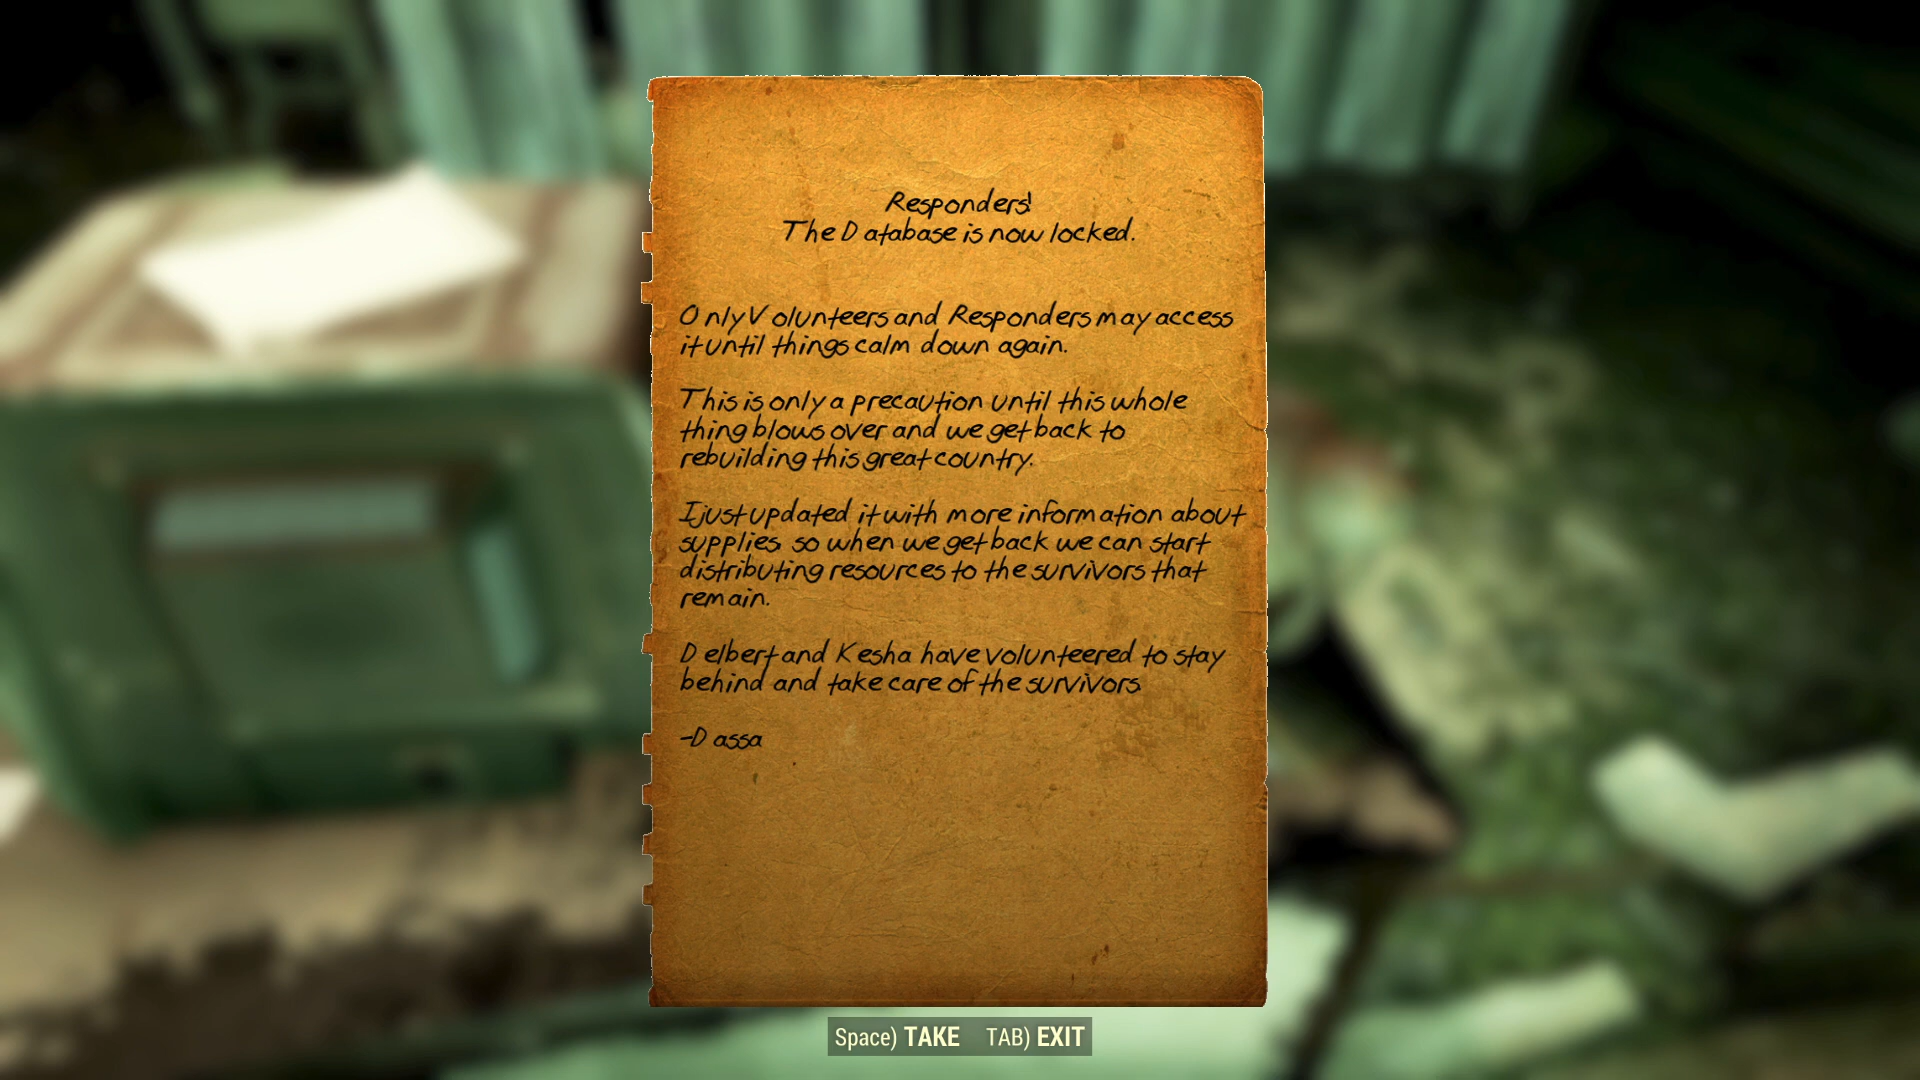 Responders!
The Database is now locked.
Only Volunteers and Responders may access
it until things calm down again.
This is only a precaution until this whole
thing blows over and we get back to
rebuilding this great country.
I just updated it with more information about
supplies, so when we get back we can start
distributing resources to the survivors that
remain.
Delbert and Kesha have volunteered to stay
behind and take care of the survivors.
-Dassa
Space) TAKE TAB) EXIT